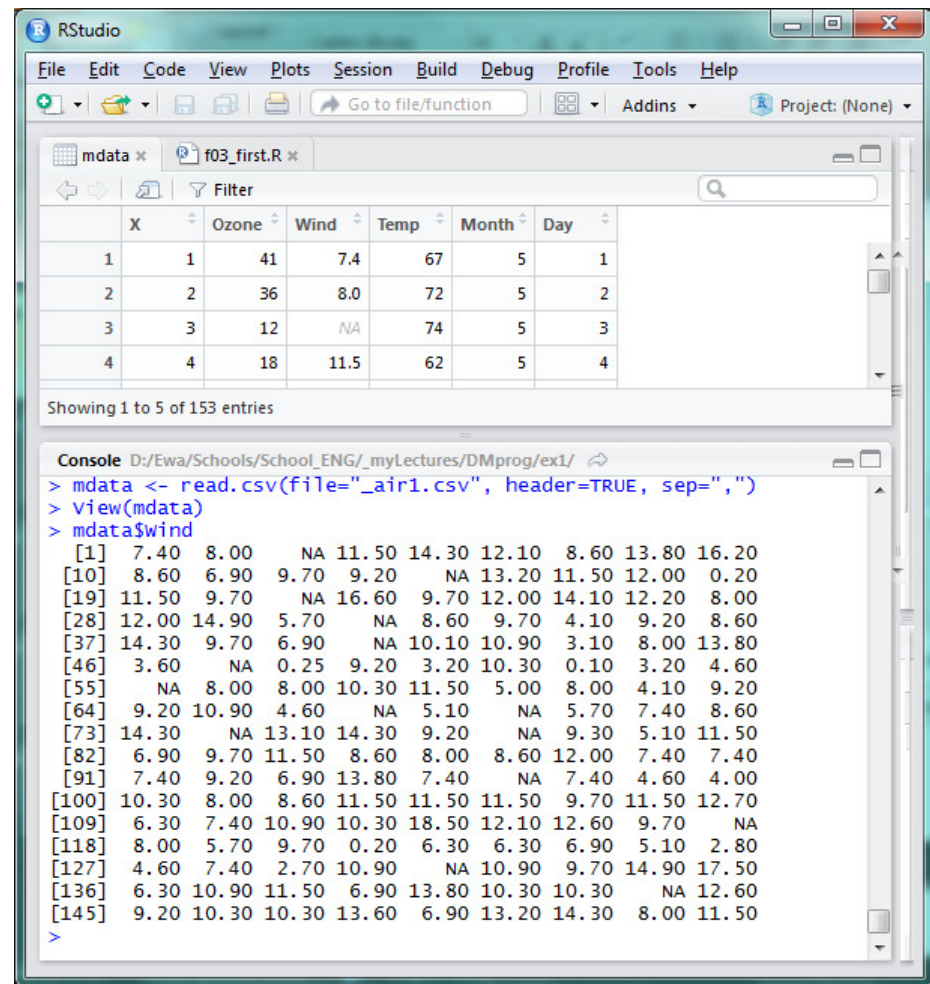 RStudio
File Edit Code View Plots Session Build Debug Profile Tools Help
Go to file/function Addins Project: (None)
mdata f03_first.R
Filter
X Ozone Wind Temp Month Day
1 1 41 7.4 67 5 1
2 2 36 8.0 72 5 2
3 3 12 NA 74 5 3
4 4 18 11.5 62 5 4
Showing 1 to 5 of 153 entries
Console D:/Ewa/Schools/School_ENG/_myLectures/DMprog/ex1/
> mdata <- read.csv(file="_air1.csv", header=TRUE, sep=",")
> View(mdata)
> mdata$Wind
[1] 7.40 8.00 NA 11.50 14.30 12.10 8.60 13.80 16.20
[10] 8.60 6.90 9.70 9.20 NA 13.20 11.50 12.00 0.20
[19] 11.50 9.70 NA 16.60 9.70 12.00 14.10 12.20 8.00
[28] 12.00 14.90 5.70 NA 8.60 9.70 4.10 9.20 8.60
[37] 14.30 9.70 6.90 NA 10.10 10.90 3.10 8.00 13.80
[46] 3.60 NA 0.25 9.20 3.20 10.30 0.10 3.20 4.60
[55] NA 8.00 8.00 10.30 11.50 5.00 8.00 4.10 9.20
[64] 9.20 10.90 4.60 NA 5.10 NA 5.70 7.40 8.60
[73] 14.30 NA 13.10 14.30 9.20 NA 9.30 5.10 11.50
[82] 6.90 9.70 11.50 8.60 8.00 8.60 12.00 7.40 7.40
[91] 7.40 9.20 6.90 13.80 7.40 NA 7.40 4.60 4.00
[100] 10.30 8.00 8.60 11.50 11.50 11.50 9.70 11.50 12.70
[109] 6.30 7.40 10.90 10.30 18.50 12.10 12.60 9.70 NA
[118] 8.00 5.70 9.70 0.20 6.30 6.30 6.90 5.10 2.80
[127] 4.60 7.40 2.70 10.90 NA 10.90 9.70 14.90 17.50
[136] 6.30 10.90 11.50 6.90 13.80 10.30 10.30 NA 12.60
[145] 9.20 10.30 10.30 13.60 6.90 13.20 14.30 8.00 11.50
>